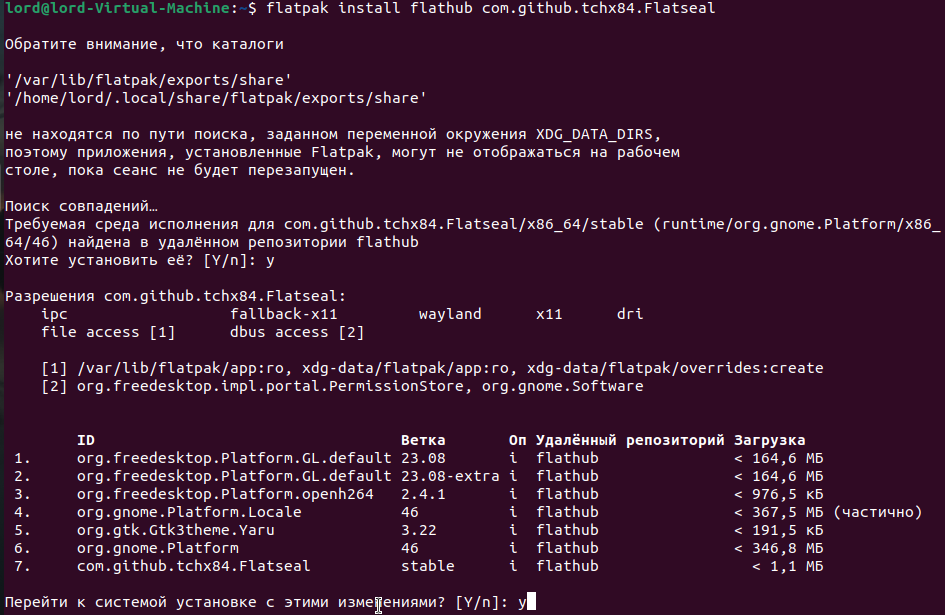 lord@lord-Virtual-Machine:~$ flatpak install flathub com.github.tchx84.Flatseal
Обратите внимание, что каталоги
'/var/lib/flatpak/exports/share'
'/home/lord/.local/share/flatpak/exports/share'
не находятся по пути поиска, заданном переменной окружения XDG_DATA_DIRS,
поэтому приложения, установленные Flatpak, могут не отображаться на рабочем
столе, пока сеанс не будет перезапущен.
Поиск совпадений…
Требуемая среда исполнения для com.github.tchx84.Flatseal/x86_64/stable (runtime/org.gnome.Platform/x86_
64/46) найдена в удалённом репозитории flathub
Хотите установить её? [Y/n]: y
Разрешения com.github.tchx84.Flatseal:
ipc fallback-x11 wayland x11 dri
file access [1] dbus access [2]
[1] /var/lib/flatpak/app:ro, xdg-data/flatpak/app:ro, xdg-data/flatpak/overrides:create
[2] org.freedesktop.impl.portal.PermissionStore, org.gnome.Software
ID Ветка Оп Удалённый репозиторий Загрузка
1. org.freedesktop.Platform.GL.default 23.08 i flathub < 164,6 МБ
2. org.freedesktop.Platform.GL.default 23.08-extra i flathub < 164,6 МБ
3. org.freedesktop.Platform.openh264 2.4.1 i flathub < 976,5 кБ
4. org.gnome.Platform.Locale 46 i flathub < 367,5 МБ (частично)
5. org.gtk.Gtk3theme.Yaru 3.22 i flathub < 191,5 кБ
6. org.gnome.Platform 46 i flathub < 346,8 МБ
7. com.github.tchx84.Flatseal stable i flathub < 1,1 МБ
Перейти к системой установке с этими изменениями? [Y/n]: y